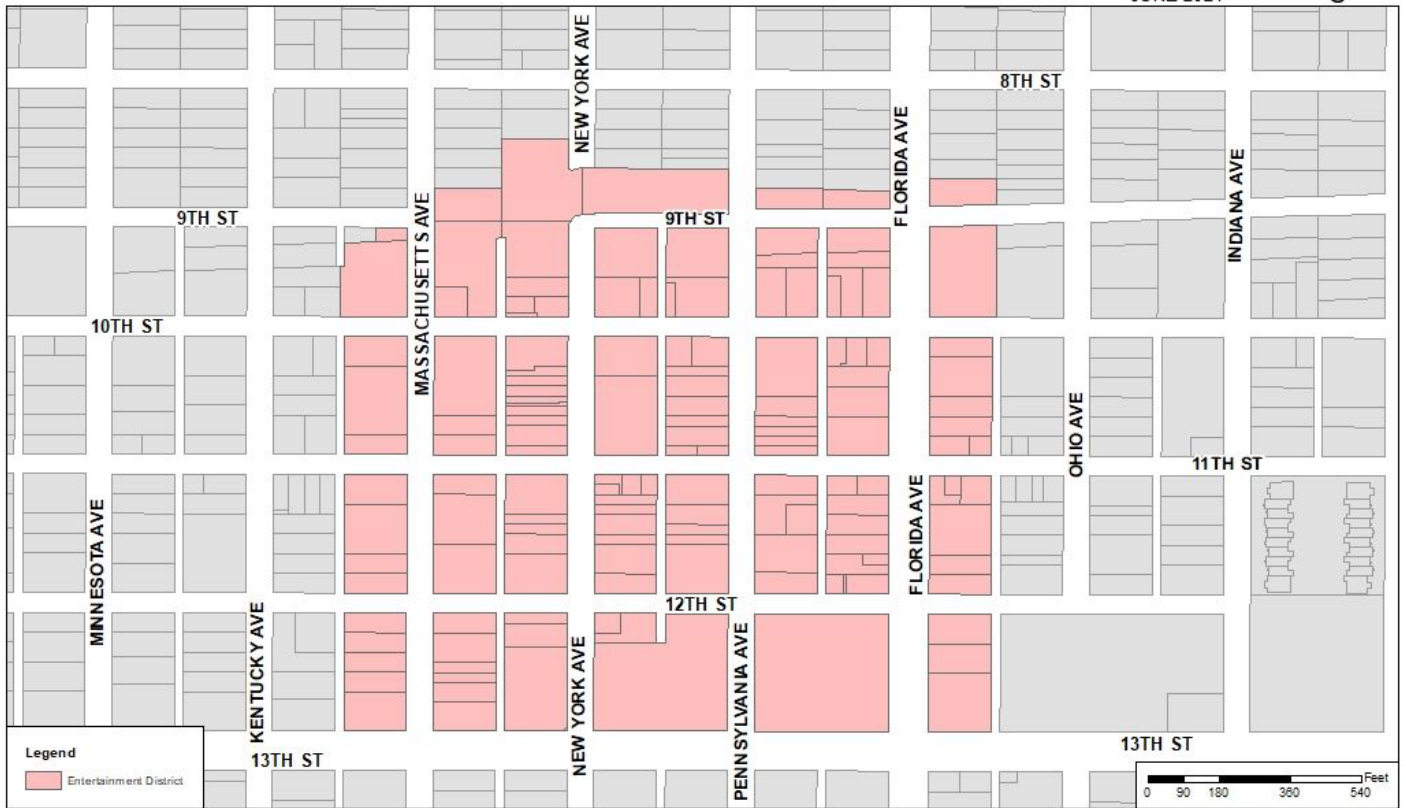 NEW YORK AVE
8TH ST
FLORIDA AVE
INDIANA AVE
MASSACHUSETTS AVE
9TH ST
9TH ST
10TH ST
OHIO AVE
11TH ST
MINNESOTA AVE
FLORIDA AVE
12TH ST
KENTUCKY AVE
NEW YORK AVE
PENNSYLVANIA AVE
13TH ST
13TH ST
Legend
Entertainment District
Feet
0 90 180 360 540